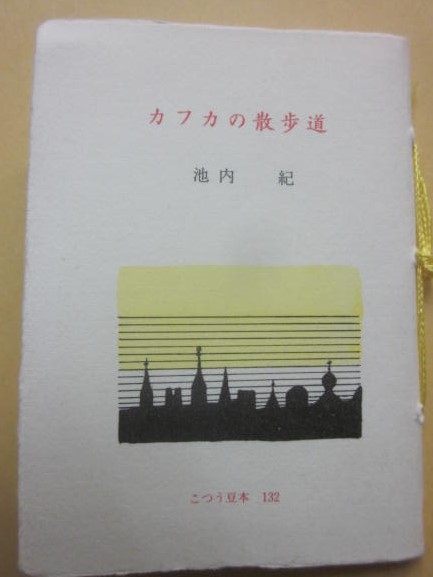 カフカの散歩道
池内 紀
こつう豆本 132